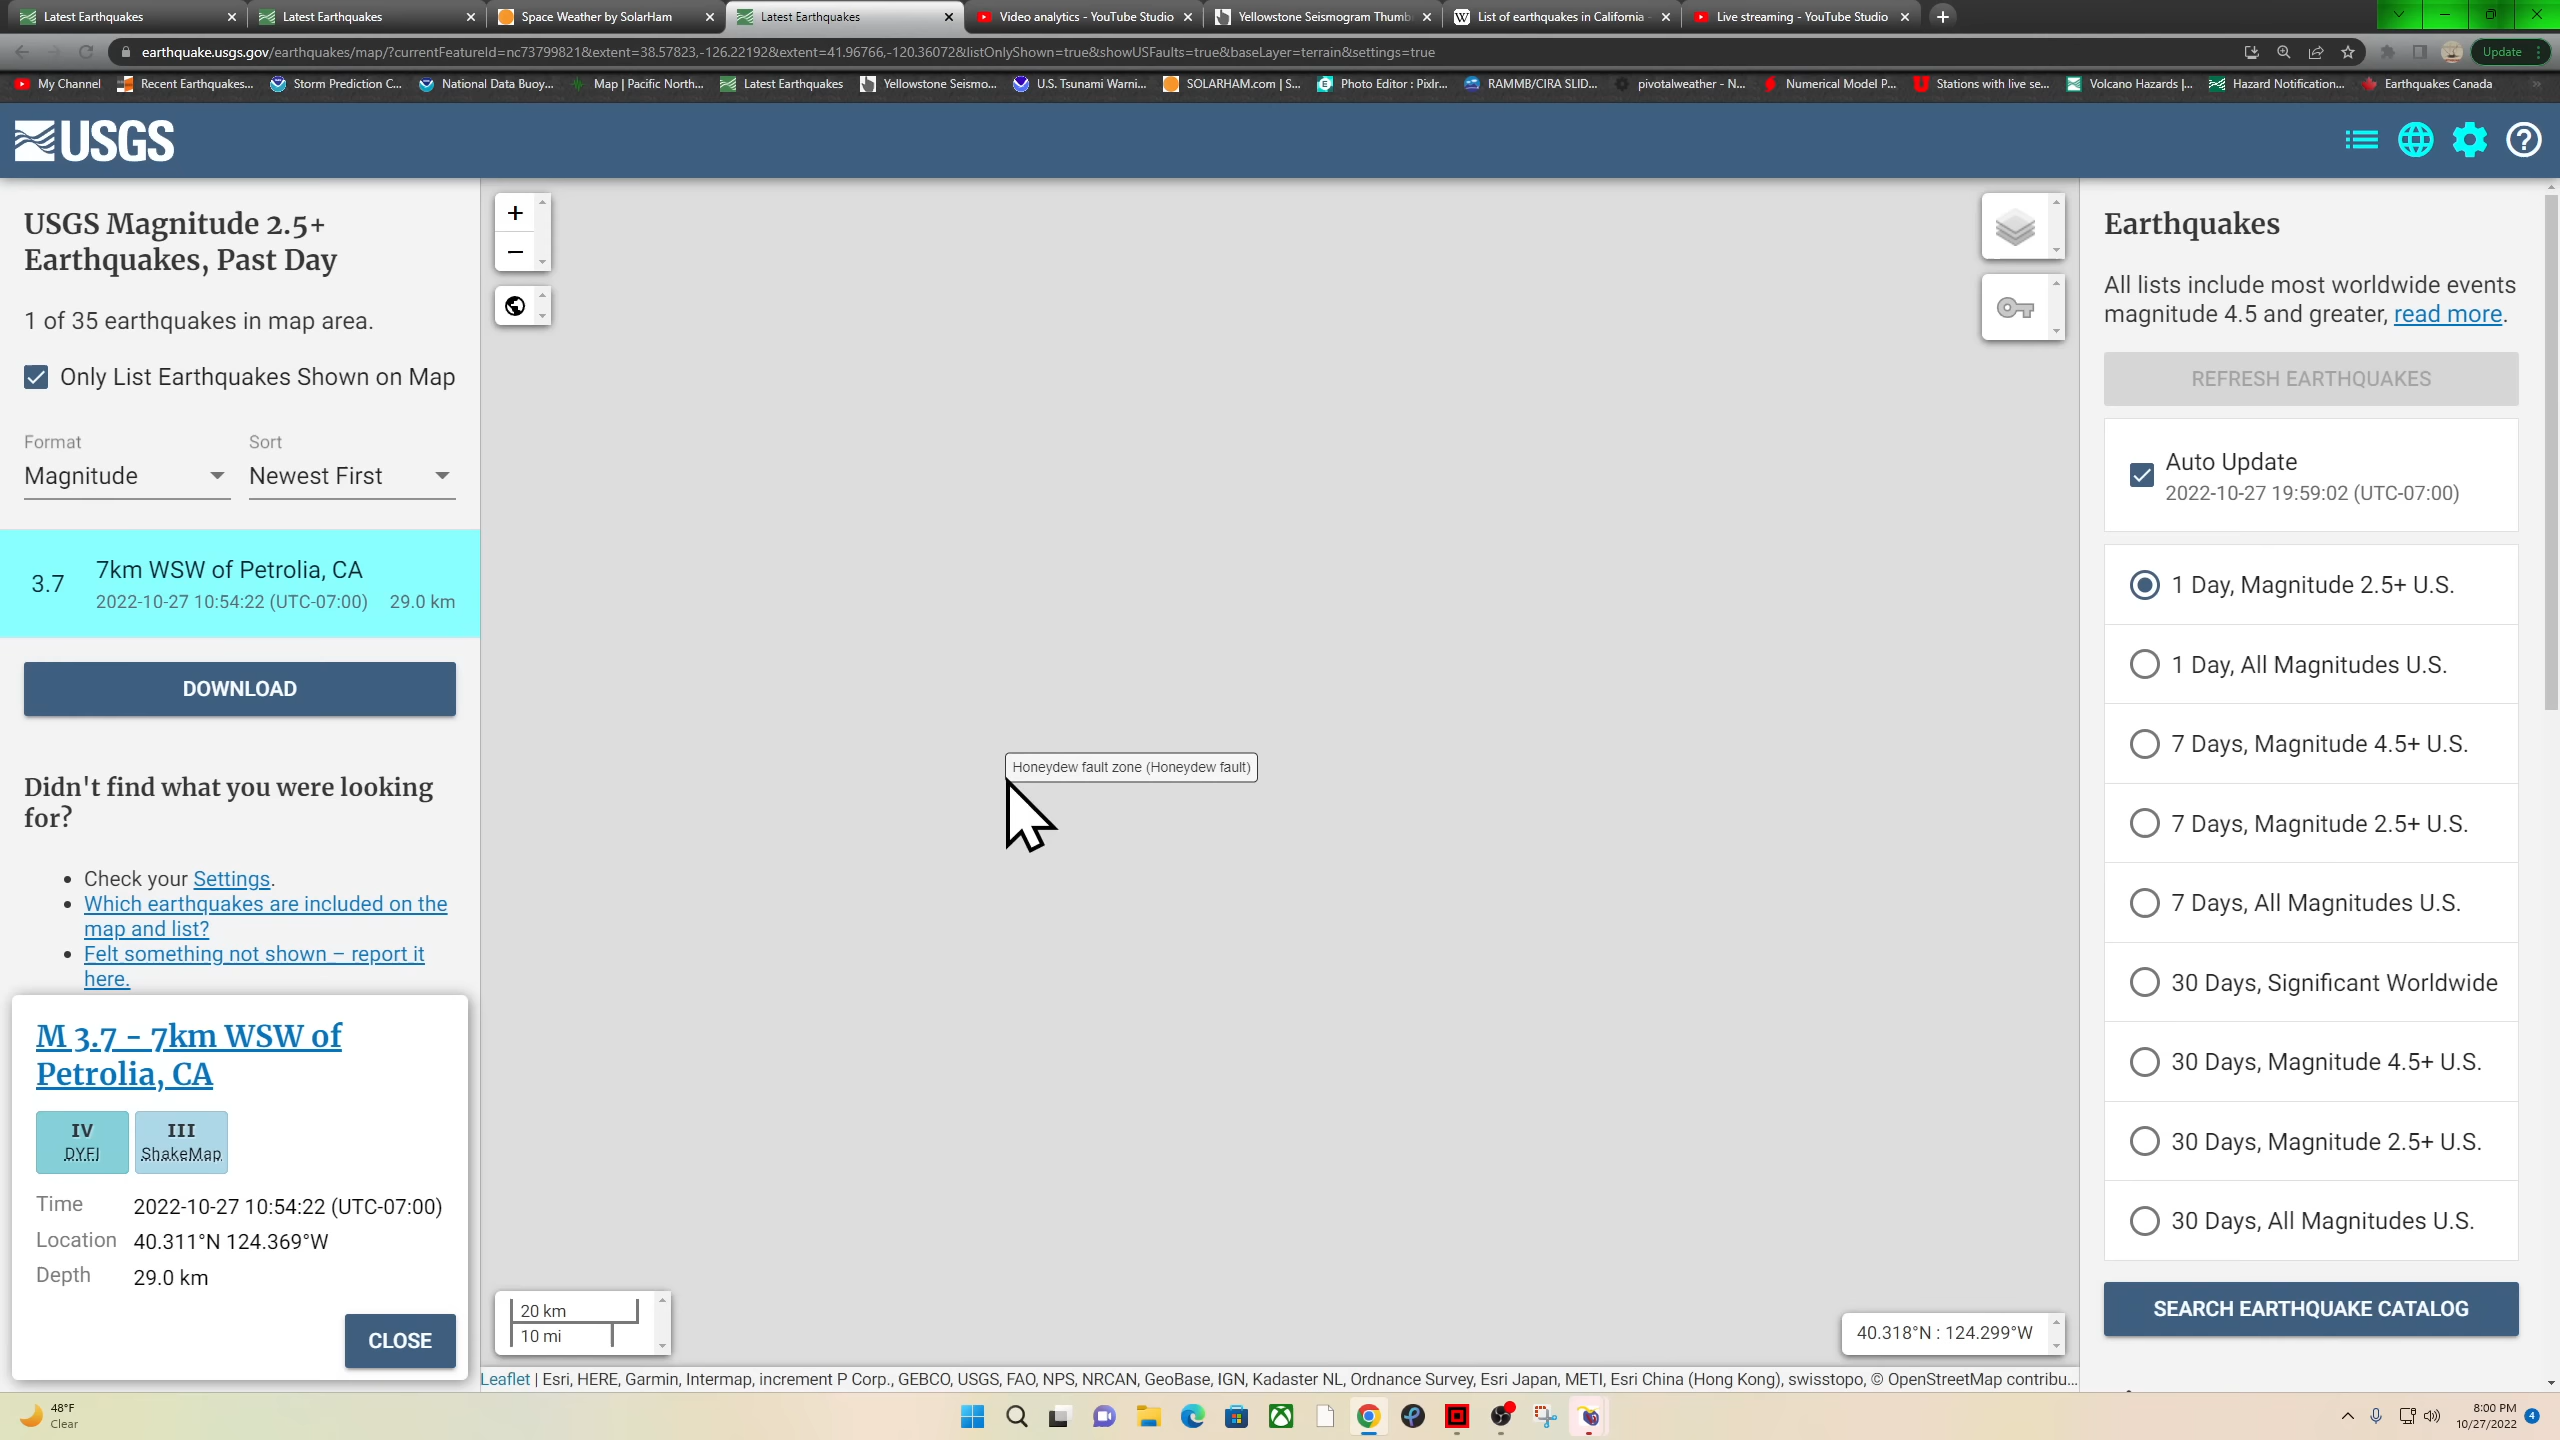 Latest Earthquakes
Latest Earthquakes
Space Weather by SolarHam
Latest Earthquakes
Video analytics - YouTube Studio
Yellowstone Seismogram Thumb
List of earthquakes in California
Live streaming - YouTube Studio
earthquake.usgs.gov/earthquakes/map/?currentFeatureId=nc73799821&extent=38.57823,-126.22192&extent=41.96766,-120.36072&listOnlyShown=true&showUSFaults=true&baseLayer=terrain&settings=true
Update
My Channel
Recent Earthquakes...
Storm Prediction C...
National Data Buoy...
Map | Pacific North...
Latest Earthquakes
Yellowstone Seismo...
U.S. Tsunami Warni...
SOLARHAM.com | S...
Photo Editor : Pixlr...
RAMMB/CIRA SLID...
pivotalweather - N...
Numerical Model P...
Stations with live se...
Volcano Hazards |...
Hazard Notification...
Earthquakes Canada
USGS
USGS Magnitude 2.5+
Earthquakes, Past Day
1 of 35 earthquakes in map area.
Only List Earthquakes Shown on Map
Format
Sort
Magnitude
Newest First
3.7
7km WSW of Petrolia, CA
2022-10-27 10:54:22 (UTC-07:00)
29.0 km
DOWNLOAD
Didn't find what you were looking
for?
• Check your Settings.
• Which earthquakes are included on the
map and list?
• Felt something not shown – report it
here.
M 3.7 - 7km WSW of
Petrolia, CA
IV
DYFI
III
ShakeMap
Time 2022-10-27 10:54:22 (UTC-07:00)
Location 40.311°N 124.369°W
Depth 29.0 km
CLOSE
+
−
Honeydew fault zone (Honeydew fault)
20 km
10 mi
40.318°N : 124.299°W
Leaflet | Esri, HERE, Garmin, Intermap, increment P Corp., GEBCO, USGS, FAO, NPS, NRCAN, GeoBase, IGN, Kadaster NL, Ordnance Survey, Esri Japan, METI, Esri China (Hong Kong), swisstopo, © OpenStreetMap contribu...
Earthquakes
All lists include most worldwide events
magnitude 4.5 and greater, read more.
REFRESH EARTHQUAKES
Auto Update
2022-10-27 19:59:02 (UTC-07:00)
1 Day, Magnitude 2.5+ U.S.
1 Day, All Magnitudes U.S.
7 Days, Magnitude 4.5+ U.S.
7 Days, Magnitude 2.5+ U.S.
7 Days, All Magnitudes U.S.
30 Days, Significant Worldwide
30 Days, Magnitude 4.5+ U.S.
30 Days, Magnitude 2.5+ U.S.
30 Days, All Magnitudes U.S.
SEARCH EARTHQUAKE CATALOG
48°F
Clear
8:00 PM
10/27/2022
4